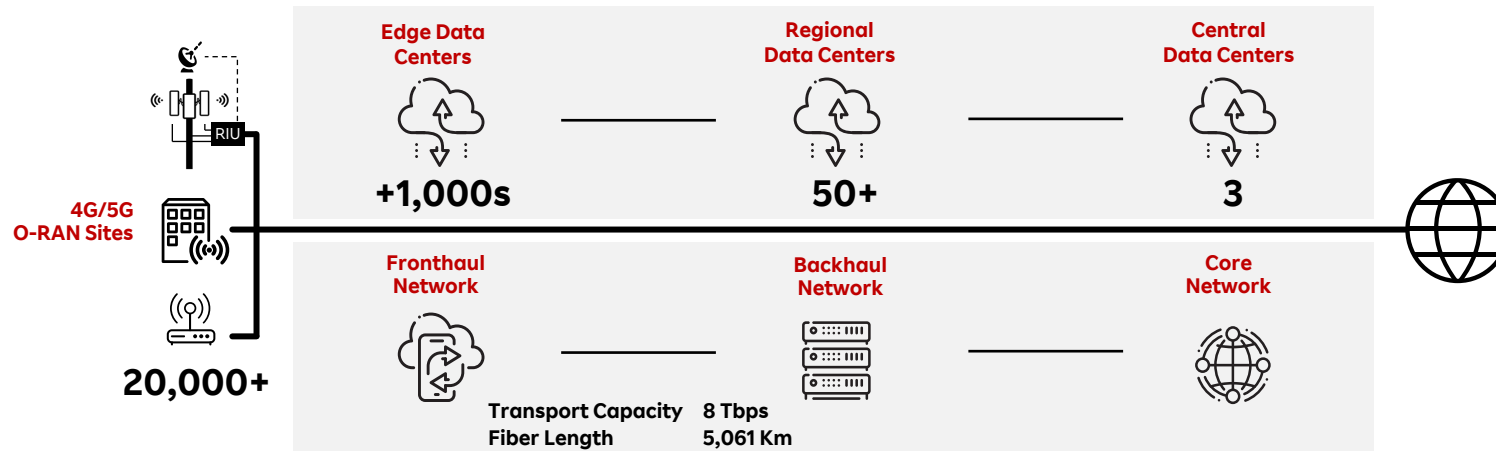 Edge Data
Centers
Regional
Data Centers
Central
Data Centers
RIU
+1,000s
50+
3
4G/5G
O-RAN Sites
Fronthaul
Network
Backhaul
Network
Core
Network
20,000+
Transport Capacity 8 Tbps
Fiber Length 5,061 Km